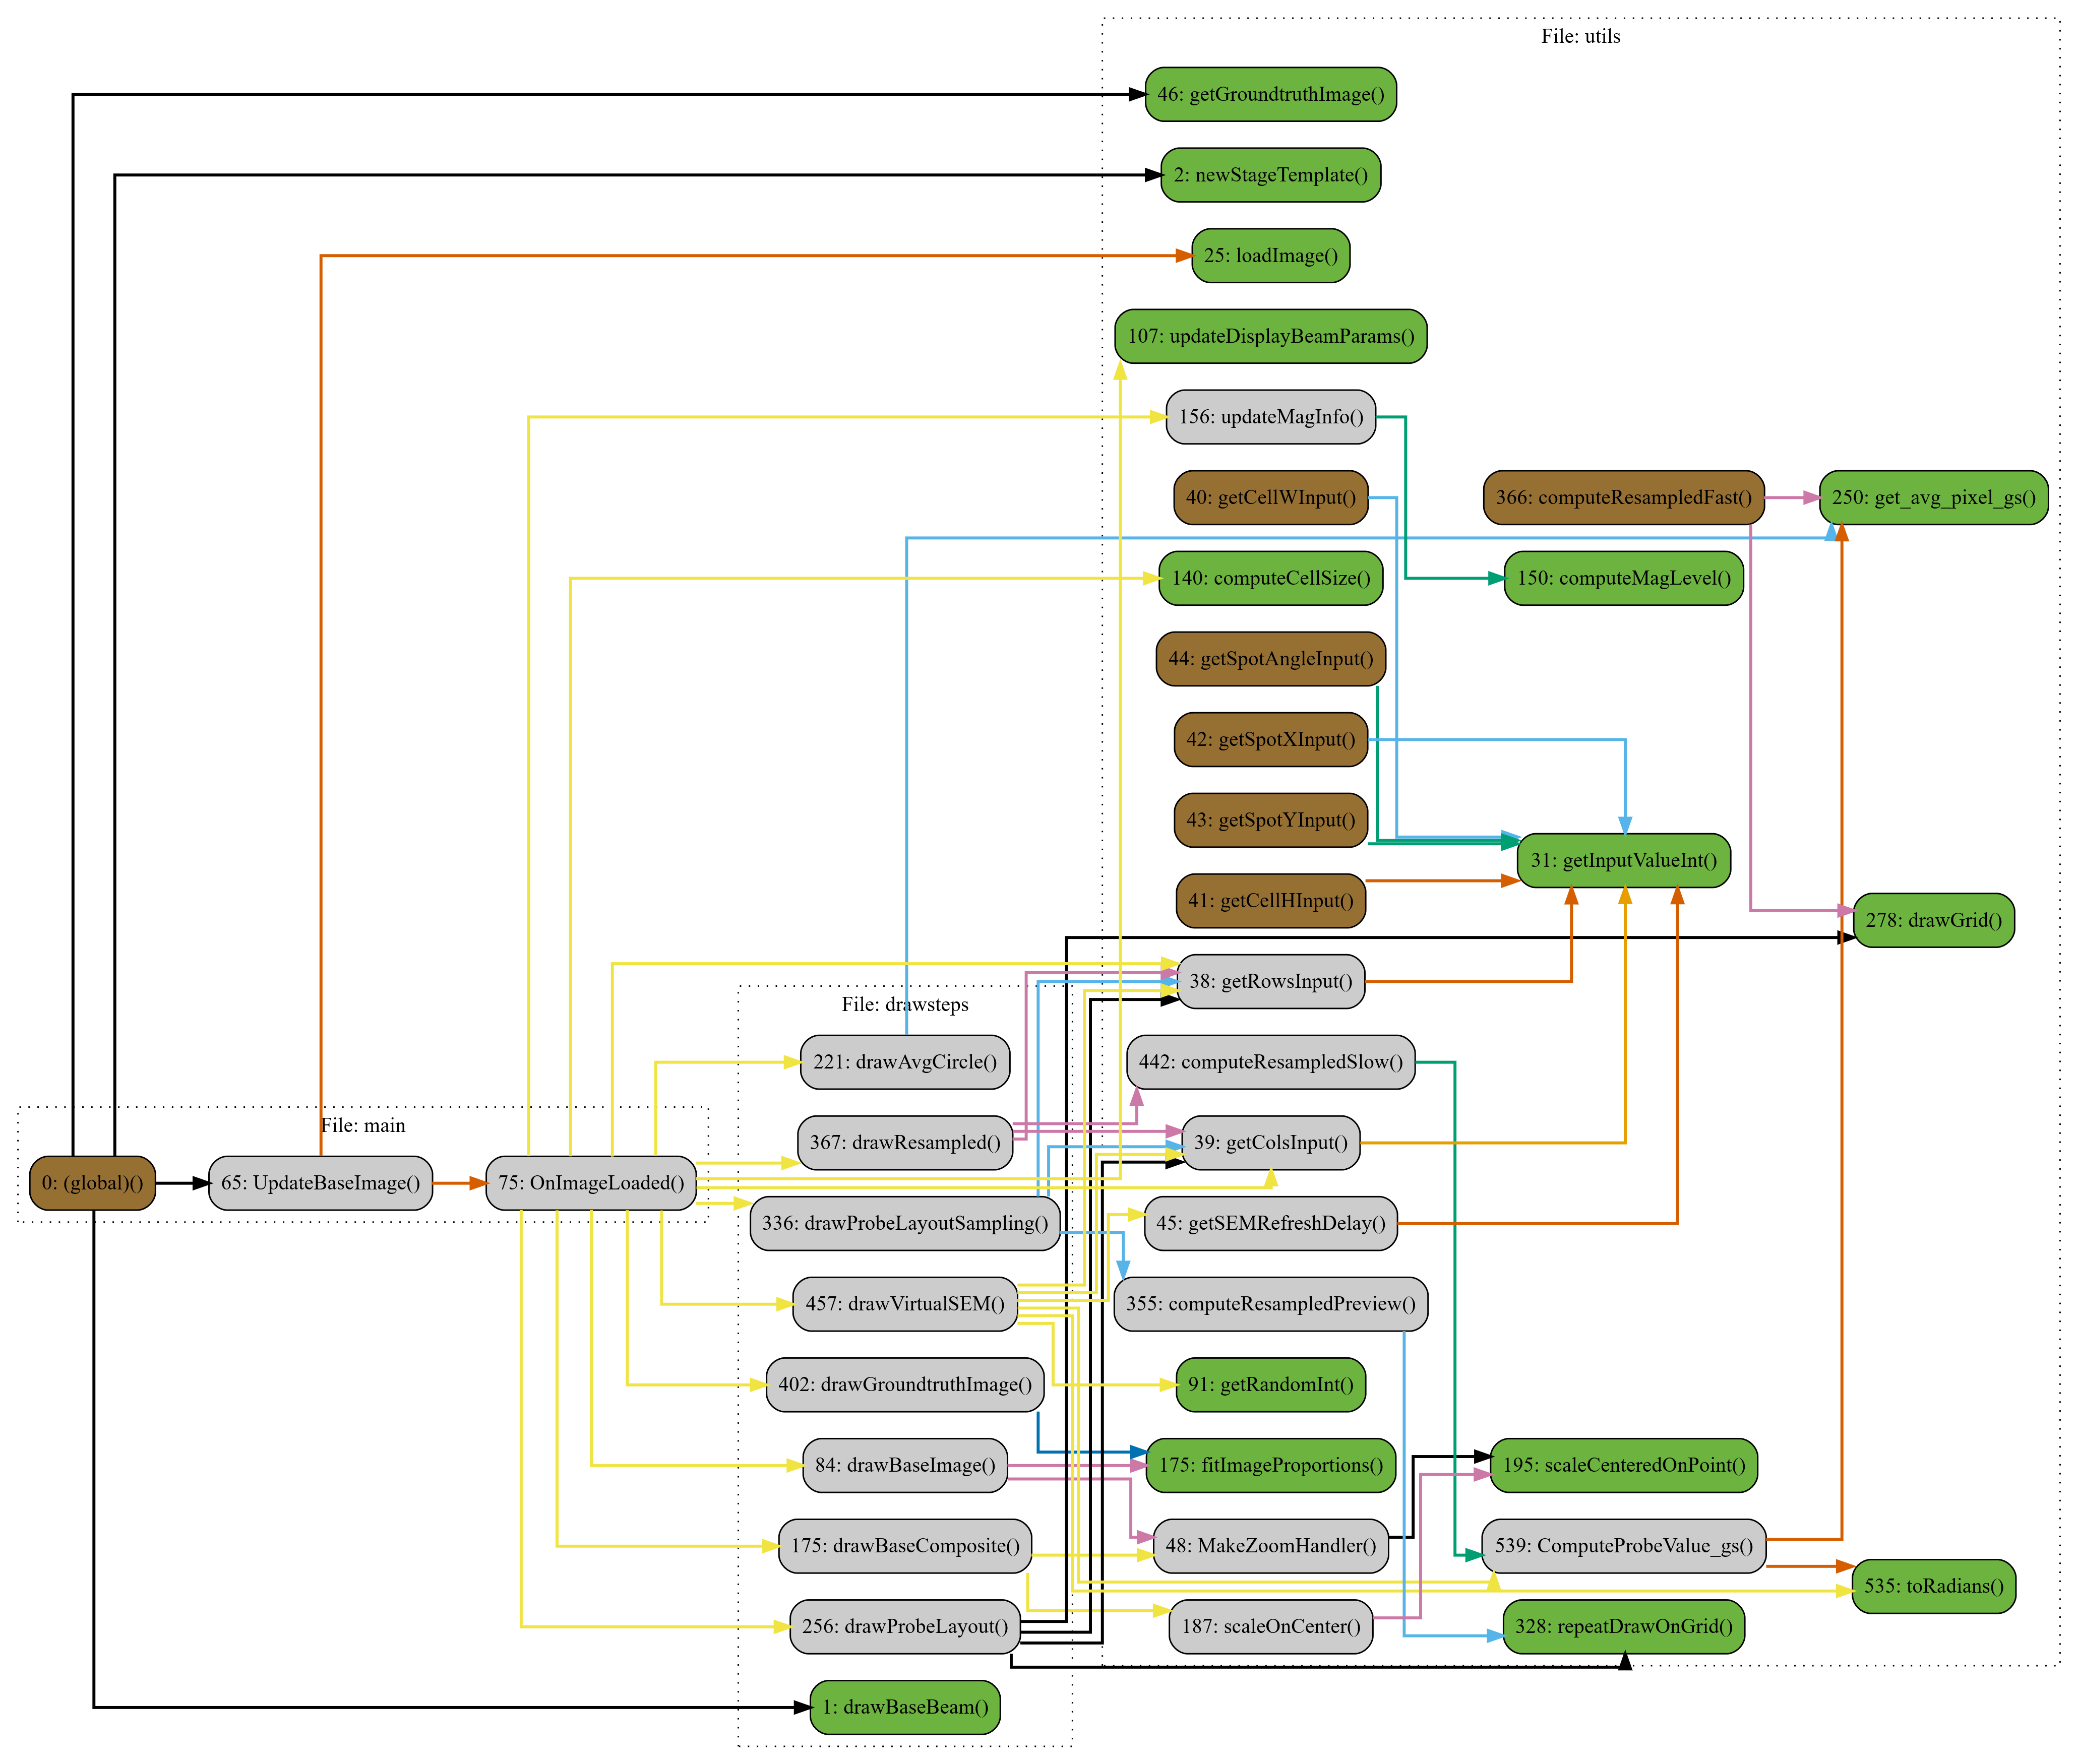 File: utils
46: getGroundtruthImage()
2: newStageTemplate()
25: loadImage()
107: updateDisplayBeamParams()
156: updateMagInfo()
40: getCellWInput()
366: computeResampledFast()
250: get_avg_pixel_gs()
140: computeCellSize()
150: computeMagLevel()
44: getSpotAngleInput()
42: getSpotXInput()
43: getSpotYInput()
31: getInputValueInt()
41: getCellHInput()
278: drawGrid()
38: getRowsInput()
File: drawsteps
221: drawAvgCircle()
442: computeResampledSlow()
File: main
367: drawResampled()
39: getColsInput()
0: (global)()
65: UpdateBaseImage()
75: OnImageLoaded()
336: drawProbeLayoutSampling()
45: getSEMRefreshDelay()
457: drawVirtualSEM()
355: computeResampledPreview()
402: drawGroundtruthImage()
91: getRandomInt()
84: drawBaseImage()
175: fitImageProportions()
195: scaleCenteredOnPoint()
175: drawBaseComposite()
48: MakeZoomHandler()
539: ComputeProbeValue_gs()
535: toRadians()
256: drawProbeLayout()
187: scaleOnCenter()
328: repeatDrawOnGrid()
1: drawBaseBeam()